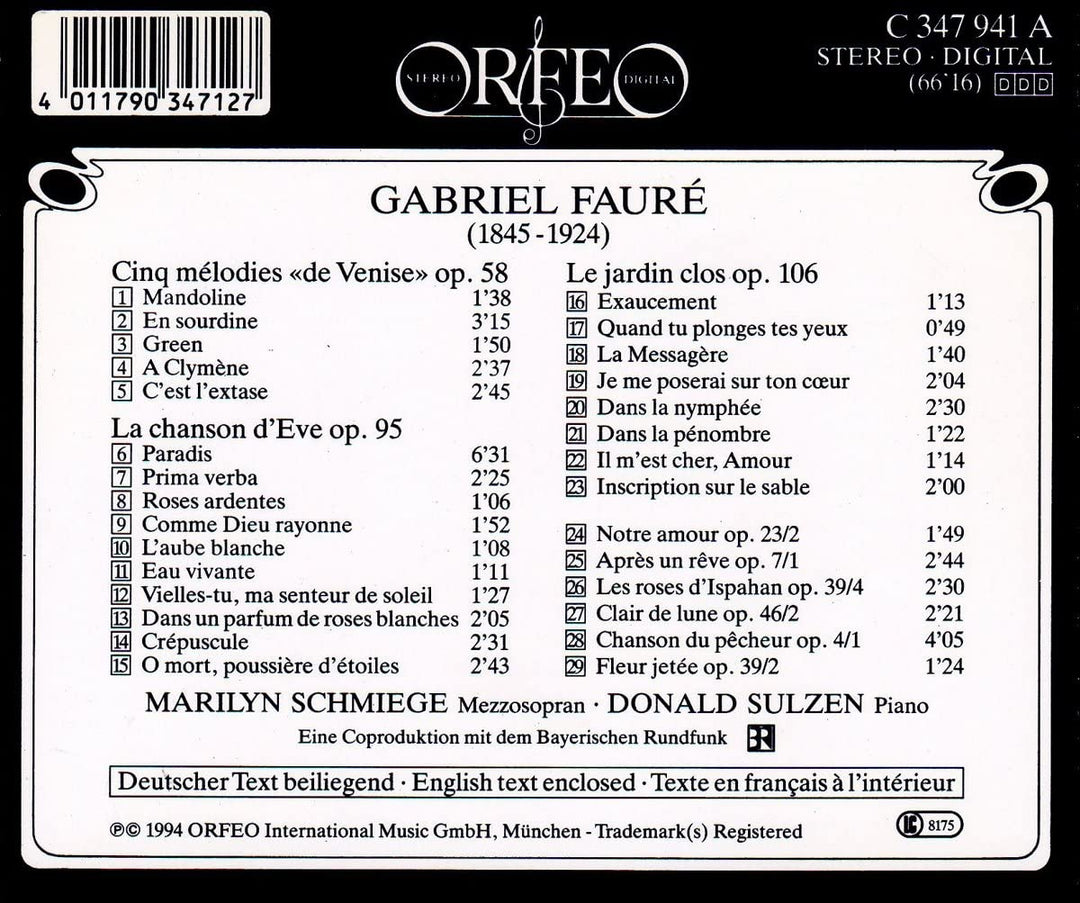 4 011790 347127
STEREO ORFEO DIGITAL
C 347 941 A
STEREO · DIGITAL
(66'16) DDD
GABRIEL FAURÉ
(1845-1924)
Cinq mélodies «de Venise» op. 58
1 Mandoline 1'38
2 En sourdine 3'15
3 Green 1'50
4 A Clymène 2'37
5 C'est l'extase 2'45
La chanson d'Eve op. 95
6 Paradis 6'31
7 Prima verba 2'25
8 Roses ardentes 1'06
9 Comme Dieu rayonne 1'52
10 L'aube blanche 1'08
11 Eau vivante 1'11
12 Vielles-tu, ma senteur de soleil 1'27
13 Dans un parfum de roses blanches 2'05
14 Crépuscule 2'31
15 O mort, poussière d'étoiles 2'43
Le jardin clos op. 106
16 Exaucement 1'13
17 Quand tu plonges tes yeux 0'49
18 La Messagère 1'40
19 Je me poserai sur ton cœur 2'04
20 Dans la nymphée 2'30
21 Dans la pénombre 1'22
22 Il m'est cher, Amour 1'14
23 Inscription sur le sable 2'00
24 Notre amour op. 23/2 1'49
25 Après un rêve op. 7/1 2'44
26 Les roses d'Ispahan op. 39/4 2'30
27 Clair de lune op. 46/2 2'21
28 Chanson du pêcheur op. 4/1 4'05
29 Fleur jetée op. 39/2 1'24
MARILYN SCHMIEGE Mezzosopran · DONALD SULZEN Piano
Eine Coproduktion mit dem Bayerischen Rundfunk BR
Deutscher Text beiliegend · English text enclosed · Texte en français à l'intérieur
℗© 1994 ORFEO International Music GmbH, München - Trademark(s) Registered
LC 8175